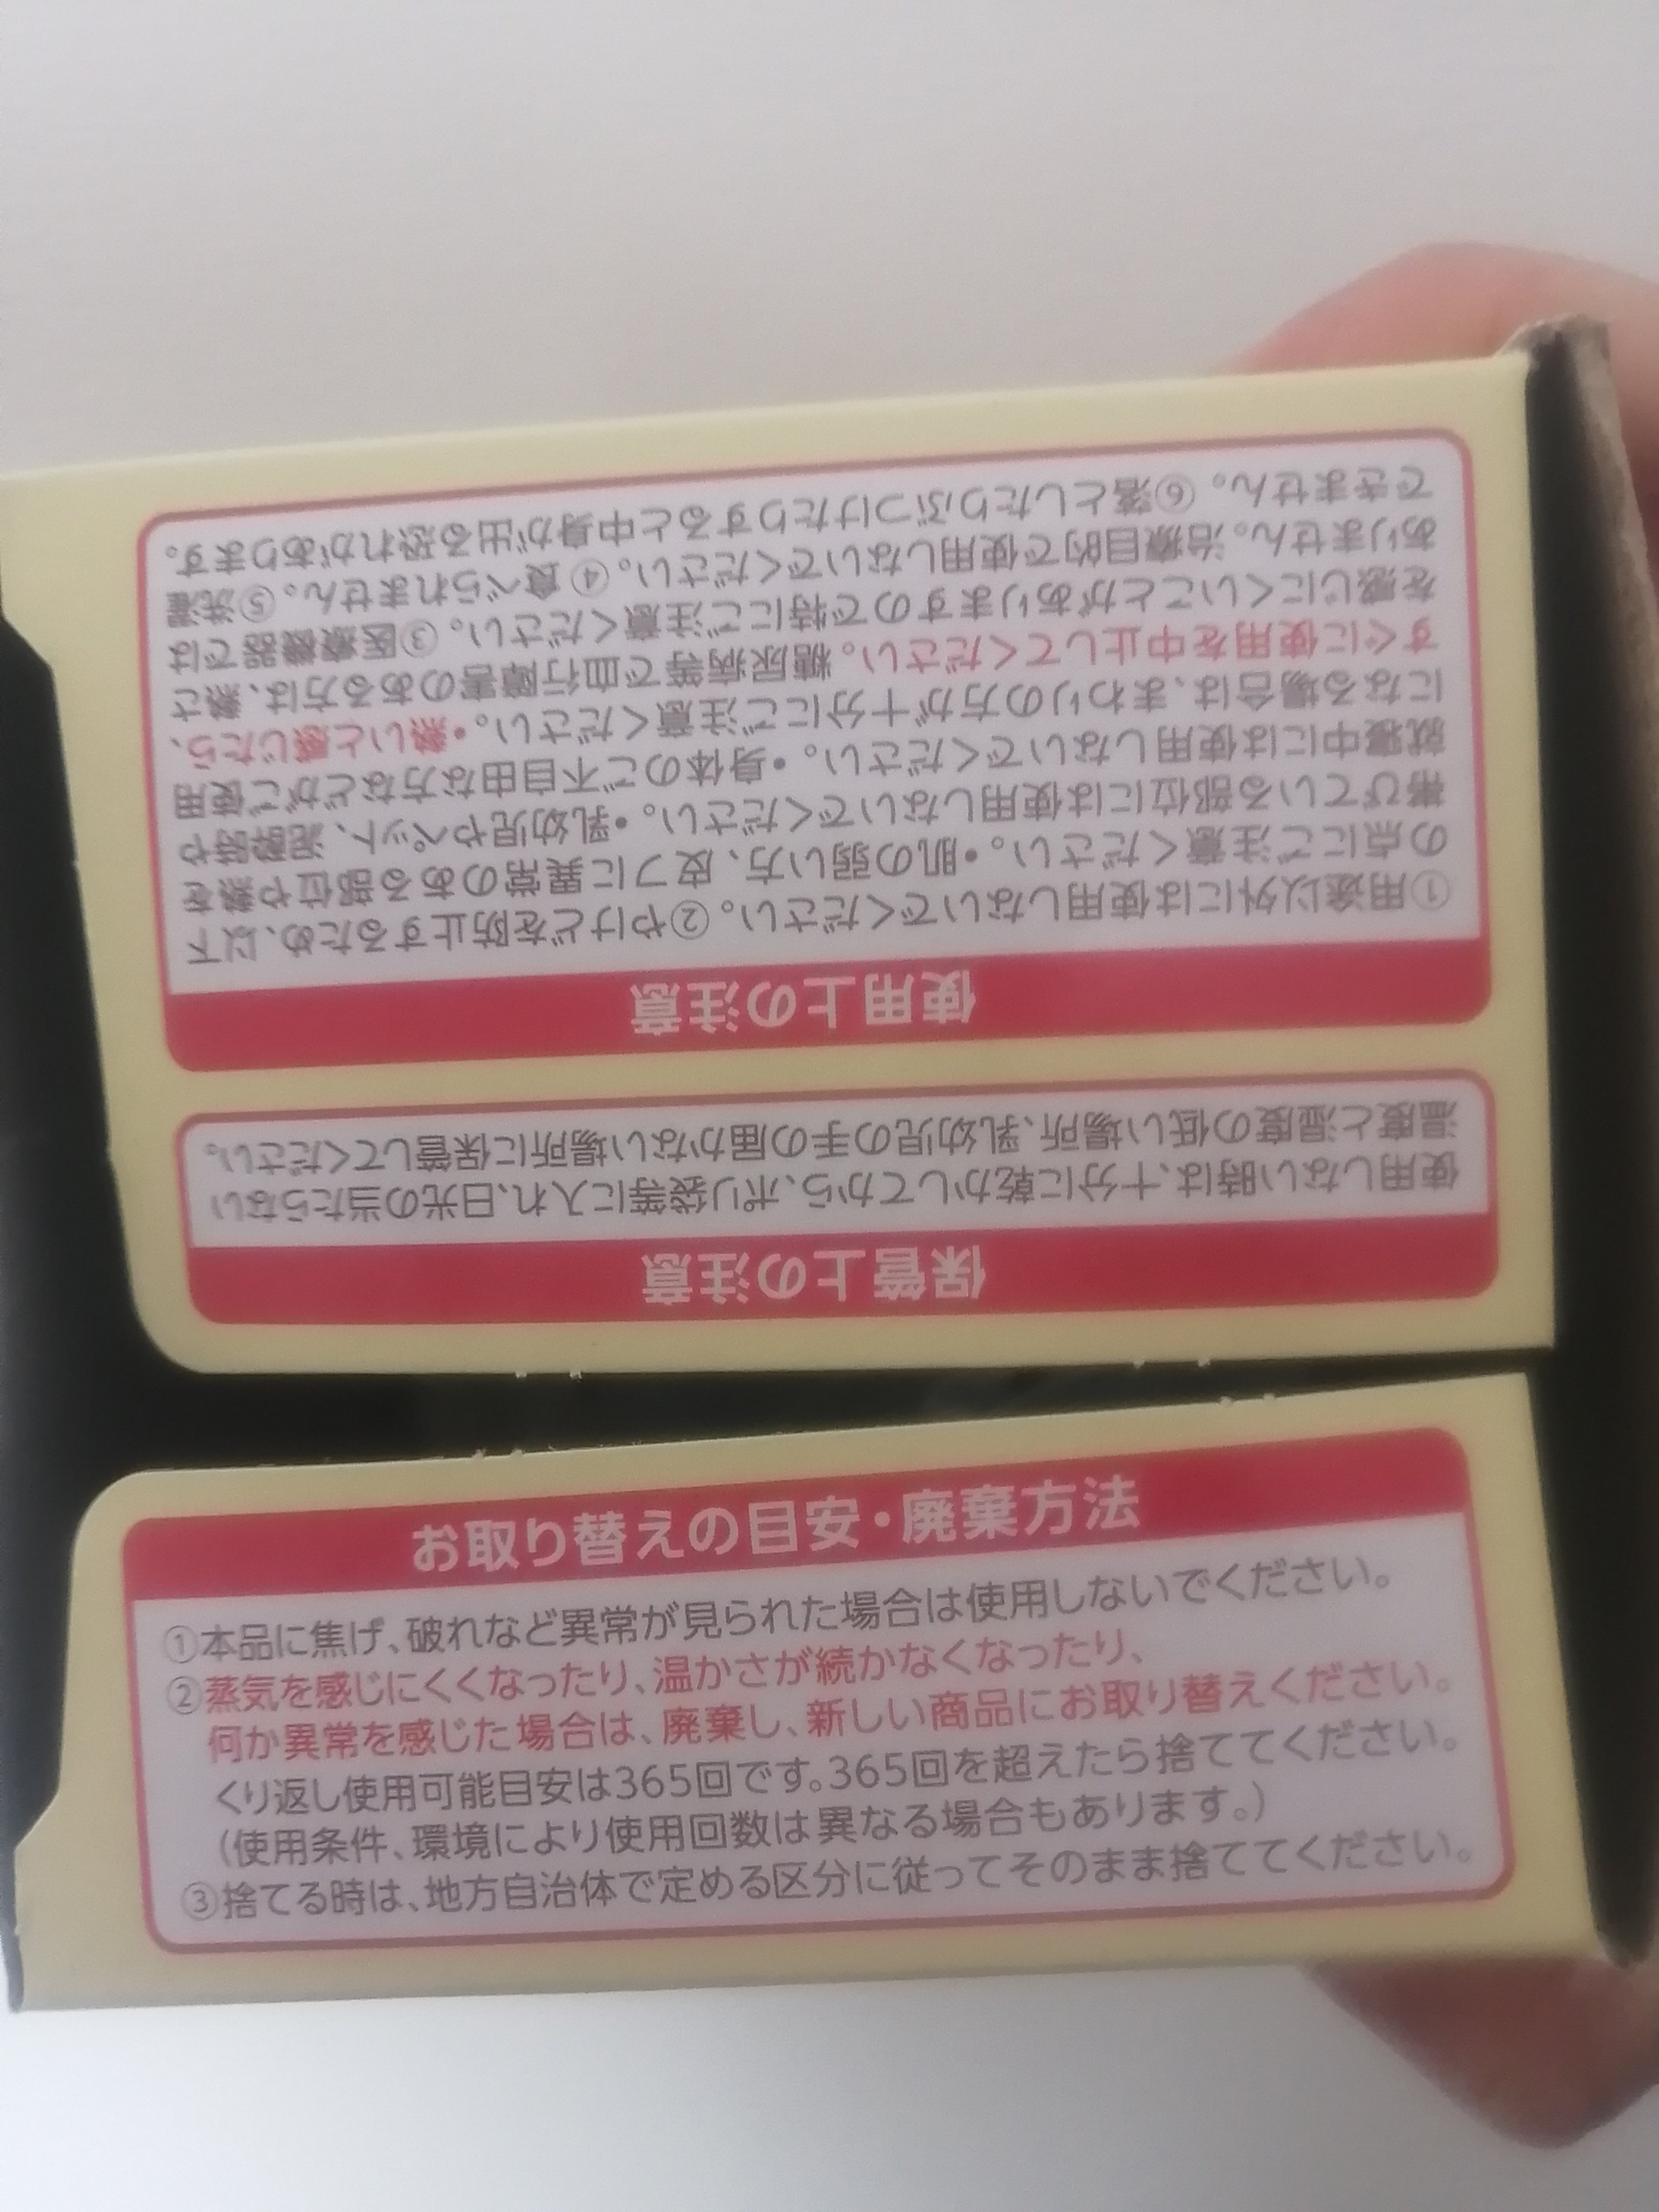 使用上の注意
①用途以外には使用しないでください。②やけどを防止するため、以下
の点にご注意ください。・肌の弱い方、皮フに異常のある部位や熱を
帯びている部位には使用しないでください。・乳幼児やペット、泥酔時や
就寝中には使用しないでください。・身体のご不自由な方などがご使用
になる場合は、まわりの方が十分にご注意ください。・熱いと感じたら、
すぐに使用を中止してください。糖尿病等で血行障害のある方は、熱さ
を感じにくいことがありますので特にご注意ください。③医療機器では
ありません。治療目的で使用しないでください。④食べられません。⑤洗濯
できません。⑥落としたりぶつけたりすると中身が出る恐れがあります。
保管上の注意
使用しない時は、十分に乾かしてから、ポリ袋等に入れ、日光の当たらない
温度と湿度の低い場所、乳幼児の手の届かない場所に保管してください。
お取り替えの目安・廃棄方法
①本品に焦げ、破れなど異常が見られた場合は使用しないでください。
②蒸気を感じにくくなったり、温かさが続かなくなったり、
何か異常を感じた場合は、廃棄し、新しい商品にお取り替えください。
くり返し使用可能目安は365回です。365回を超えたら捨ててください。
(使用条件、環境により使用回数は異なる場合もあります。)
③捨てる時は、地方自治体で定める区分に従ってそのまま捨ててください。